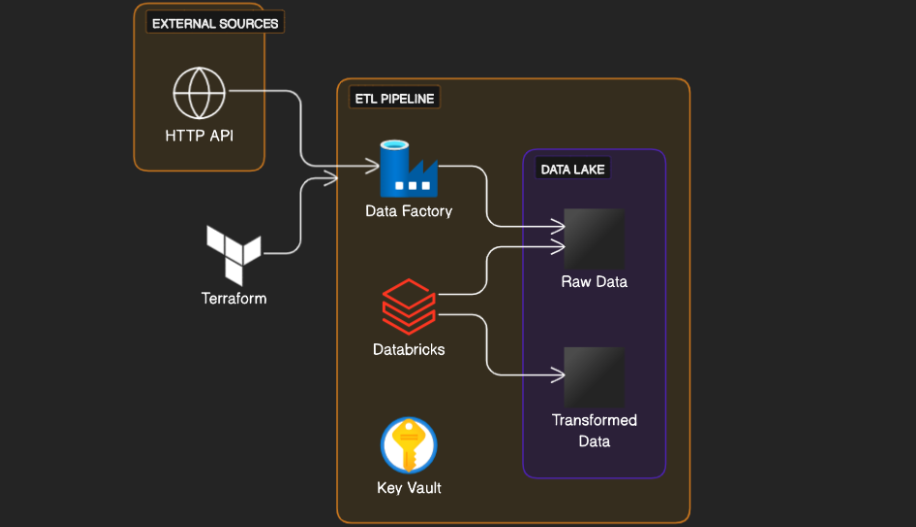 EXTERNAL SOURCES
HTTP API
ETL PIPELINE
Data Factory
DATA LAKE
Raw Data
Terraform
Databricks
Transformed
Data
Key Vault